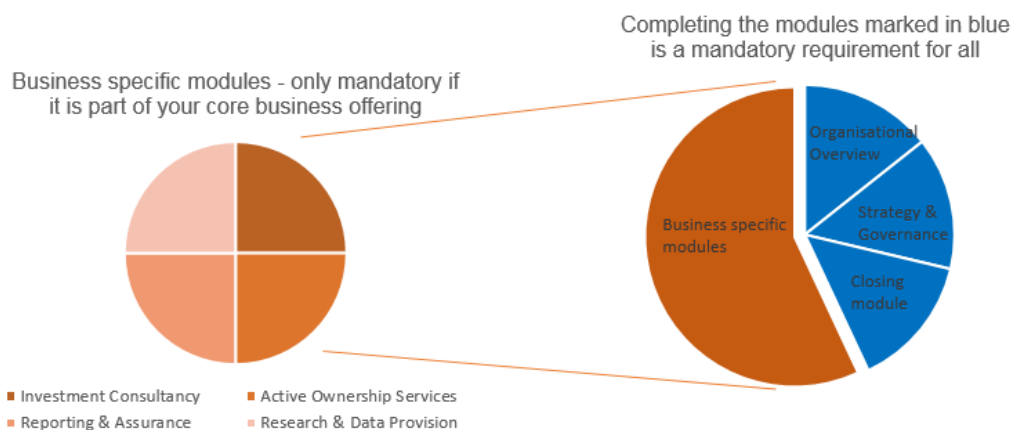 Completing the modules marked in blue
is a mandatory requirement for all
Business specific modules - only mandatory if
it is part of your core business offering
Organisational
Overview
Strategy &
Governance
Business specific
modules
Closing
module
Investment Consultancy
Active Ownership Services
Reporting & Assurance
Research & Data Provision